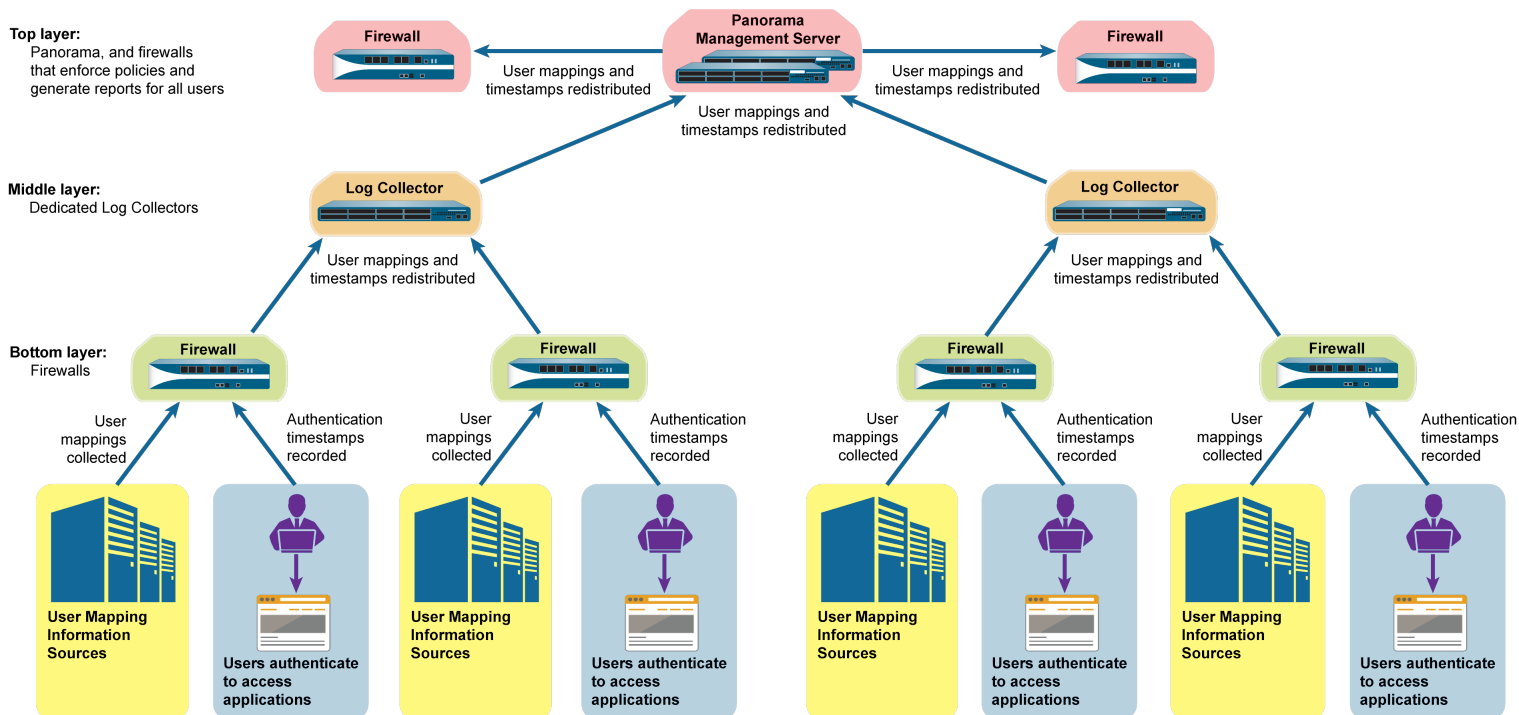 Top layer:
Panorama, and firewalls
that enforce policies and
generate reports for all users
Firewall
Panorama
Management Server
Firewall
User mappings and
timestamps redistributed
User mappings and
timestamps redistributed
User mappings and
timestamps redistributed
Middle layer:
Dedicated Log Collectors
Log Collector
Log Collector
User mappings and
timestamps redistributed
User mappings and
timestamps redistributed
Bottom layer:
Firewalls
Firewall
Firewall
Firewall
Firewall
User
mappings
collected
Authentication
timestamps
recorded
User
mappings
collected
Authentication
timestamps
recorded
User
mappings
collected
Authentication
timestamps
recorded
User
mappings
collected
Authentication
timestamps
recorded
User Mapping
Information
Sources
Users authenticate
to access
applications
User Mapping
Information
Sources
Users authenticate
to access
applications
User Mapping
Information
Sources
Users authenticate
to access
applications
User Mapping
Information
Sources
Users authenticate
to access
applications